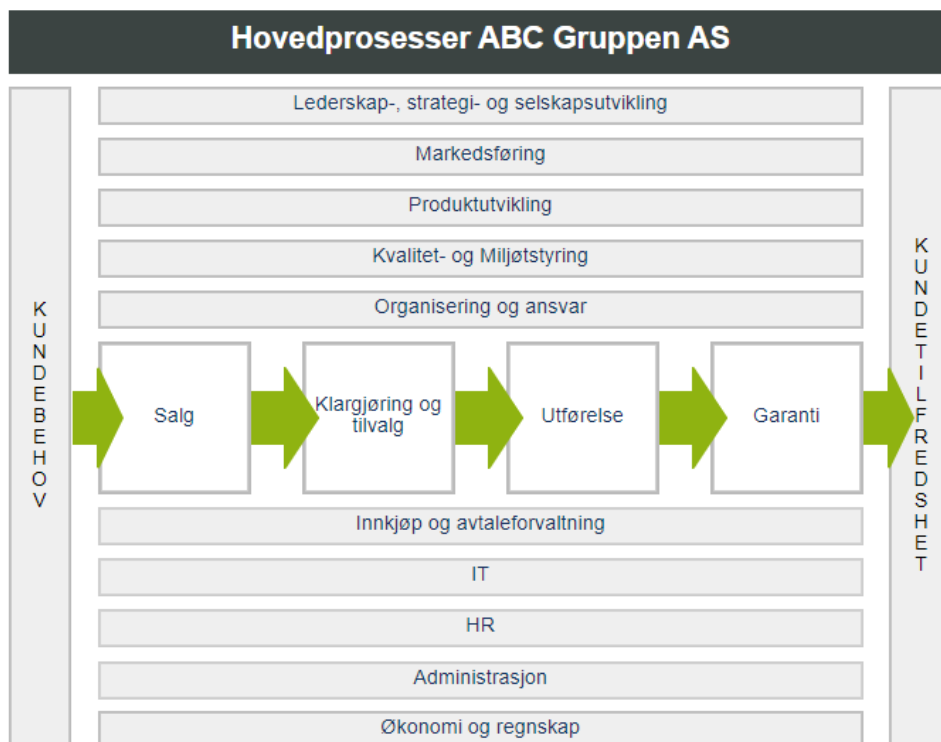 Hovedprosesser ABC Gruppen AS
KUNDEBEHOV
Lederskap-, strategi- og selskapsutvikling
Markedsføring
Produktutvikling
Kvalitet- og Miljøtstyring
Organisering og ansvar
Salg
Klargjøring og
tilvalg
Utførelse
Garanti
Innkjøp og avtaleforvaltning
IT
HR
Administrasjon
Økonomi og regnskap
KUNDETILFREDSHET